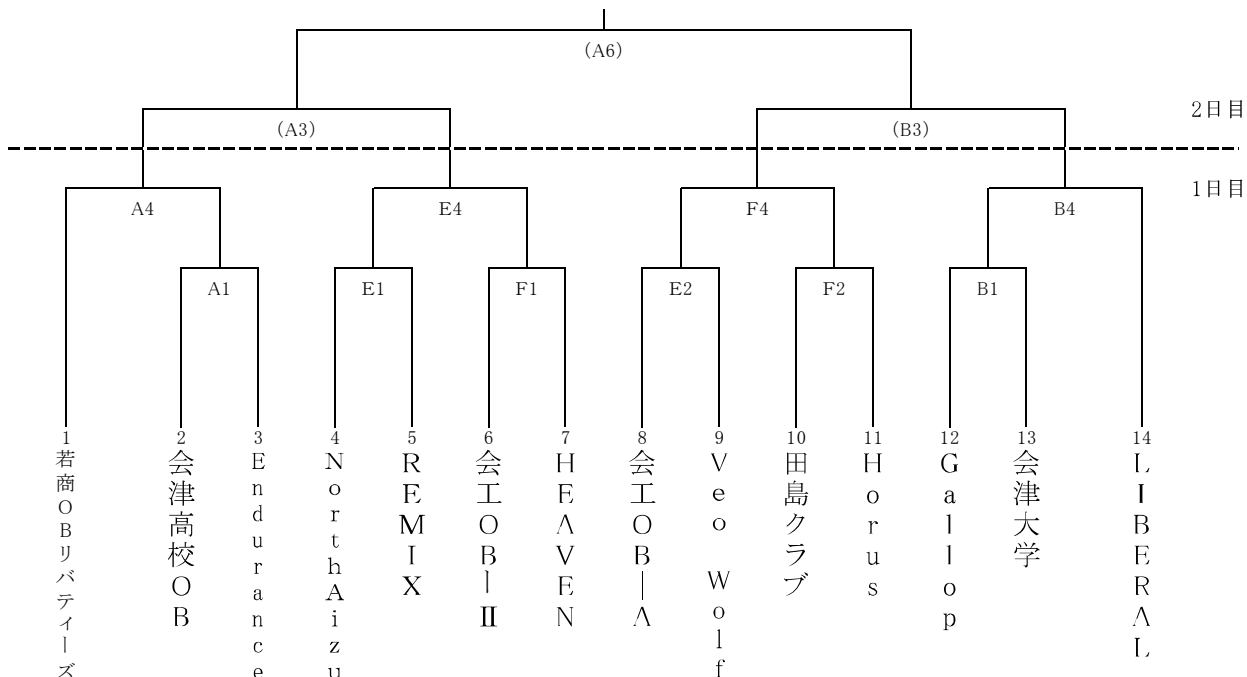 (A6)
2日目
(A3)
(B3)
1日目
A4
E4
F4
B4
A1
E1
F1
E2
F2
B1
1
2
3
4
5
6
7
8
9
10
11
12
13
14
若商OBリバティーズ
会津高校OB
Endurance
NorthAizu
REMIX
会工OBーⅡ
HEAVEN
会工OB―A
Veo Wolf
田島クラブ
Horus
Gallop
会津大学
LIBERAL